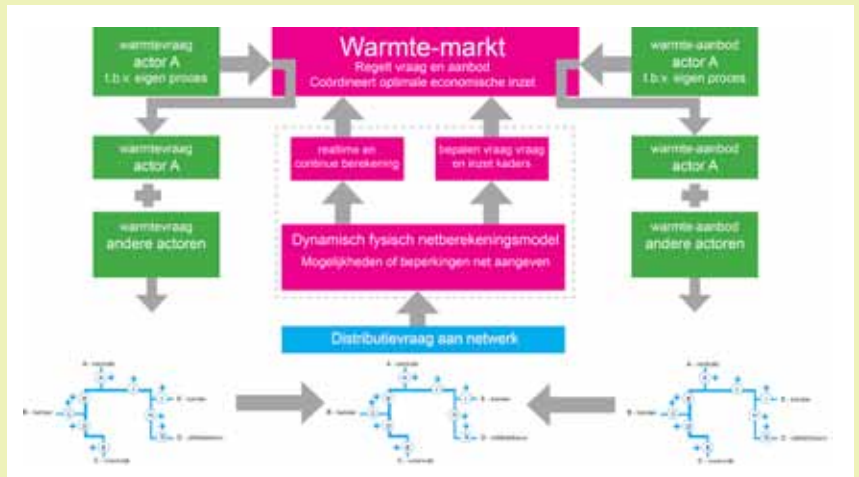 warmtevraag
actor A
t.b.v. eigen proces
Warmte-markt
Regelt vraag en aanbod
Coördineert optimale economische inzet
warmte-aanbod
actor A
t.b.v. eigen proces
warmtevraag
actor A
realtime en
continue berekening
bepalen vraag vraag
en inzet kaders
warmte-aanbod
actor A
warmtevraag
andere actoren
Dynamisch fysisch netberekeningsmodel
Mogelijkheden of beperkingen net aangeven
warmte-aanbod
andere actoren
Distributievraag aan netwerk